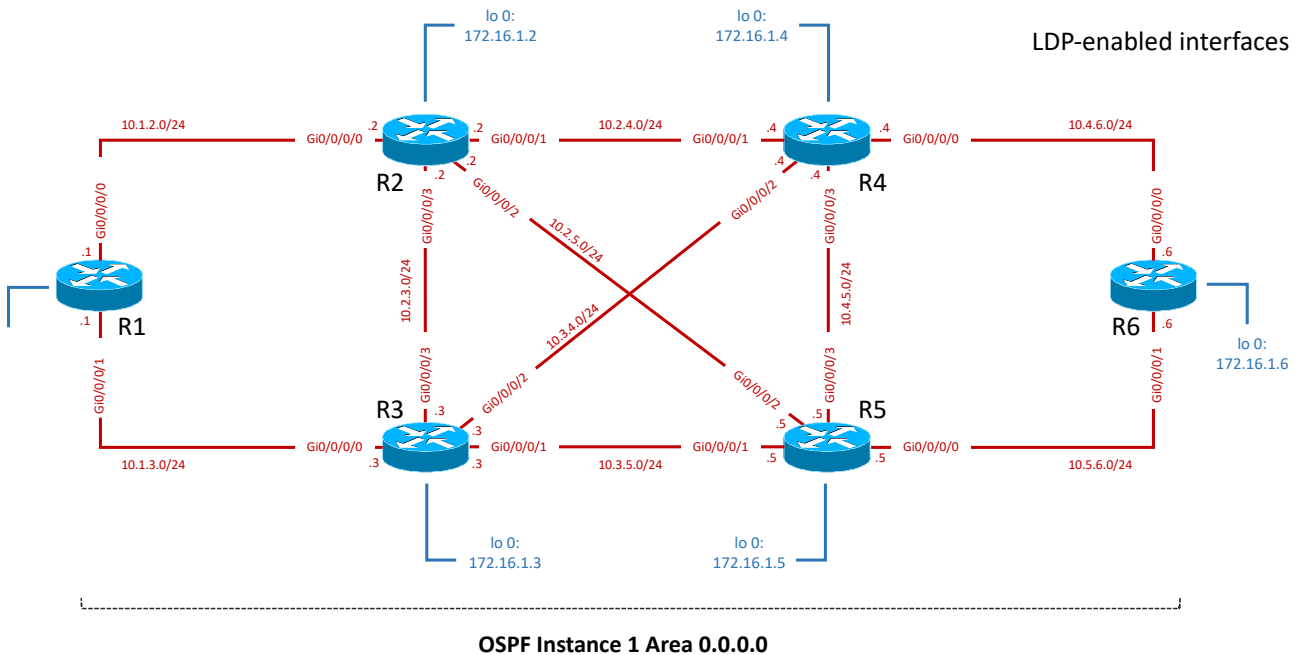 lo 0:
172.16.1.2
lo 0:
172.16.1.4
LDP-enabled interfaces
10.1.2.0/24
Gi0/0/0/0
.2
.2
Gi0/0/0/1
10.2.4.0/24
Gi0/0/0/1
.4
.4
Gi0/0/0/0
10.4.6.0/24
.2
.2
.4
.4
R2
R4
Gi0/0/0/3
Gi0/0/0/2
Gi0/0/0/2
Gi0/0/0/3
Gi0/0/0/0
Gi0/0/0/0
10.2.5.0/24
.1
.6
R1
.1
10.2.3.0/24
10.3.4.0/24
10.4.5.0/24
R6
.6
lo 0:
172.16.1.6
Gi0/0/0/1
Gi0/0/0/3
Gi0/0/0/2
Gi0/0/0/2
Gi0/0/0/3
Gi0/0/0/1
R3
R5
.3
.3
.5
.5
10.1.3.0/24
Gi0/0/0/0
.3
.3
Gi0/0/0/1
10.3.5.0/24
Gi0/0/0/1
.5
.5
Gi0/0/0/0
10.5.6.0/24
lo 0:
172.16.1.3
lo 0:
172.16.1.5
OSPF Instance 1 Area 0.0.0.0